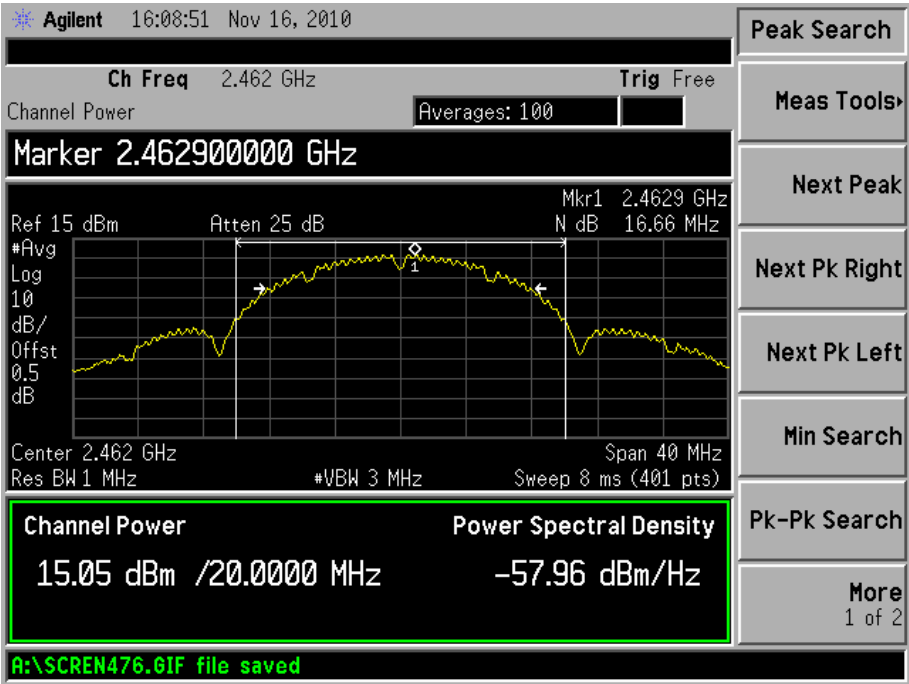 Agilent 16:08:51 Nov 16, 2010
Ch Freq 2.462 GHz Trig Free
Channel Power Averages: 100
Marker 2.462900000 GHz
Mkr1 2.4629 GHz
Ref 15 dBm Atten 25 dB N dB 16.66 MHz
#Avg
Log
10
dB/
Offst
0.5
dB
1
Center 2.462 GHz Span 40 MHz
Res BW 1 MHz #VBW 3 MHz Sweep 8 ms (401 pts)
Channel Power Power Spectral Density
15.05 dBm /20.0000 MHz -57.96 dBm/Hz
A:\SCREN476.GIF file saved
Peak Search
Meas Tools
Next Peak
Next Pk Right
Next Pk Left
Min Search
Pk-Pk Search
More
1 of 2